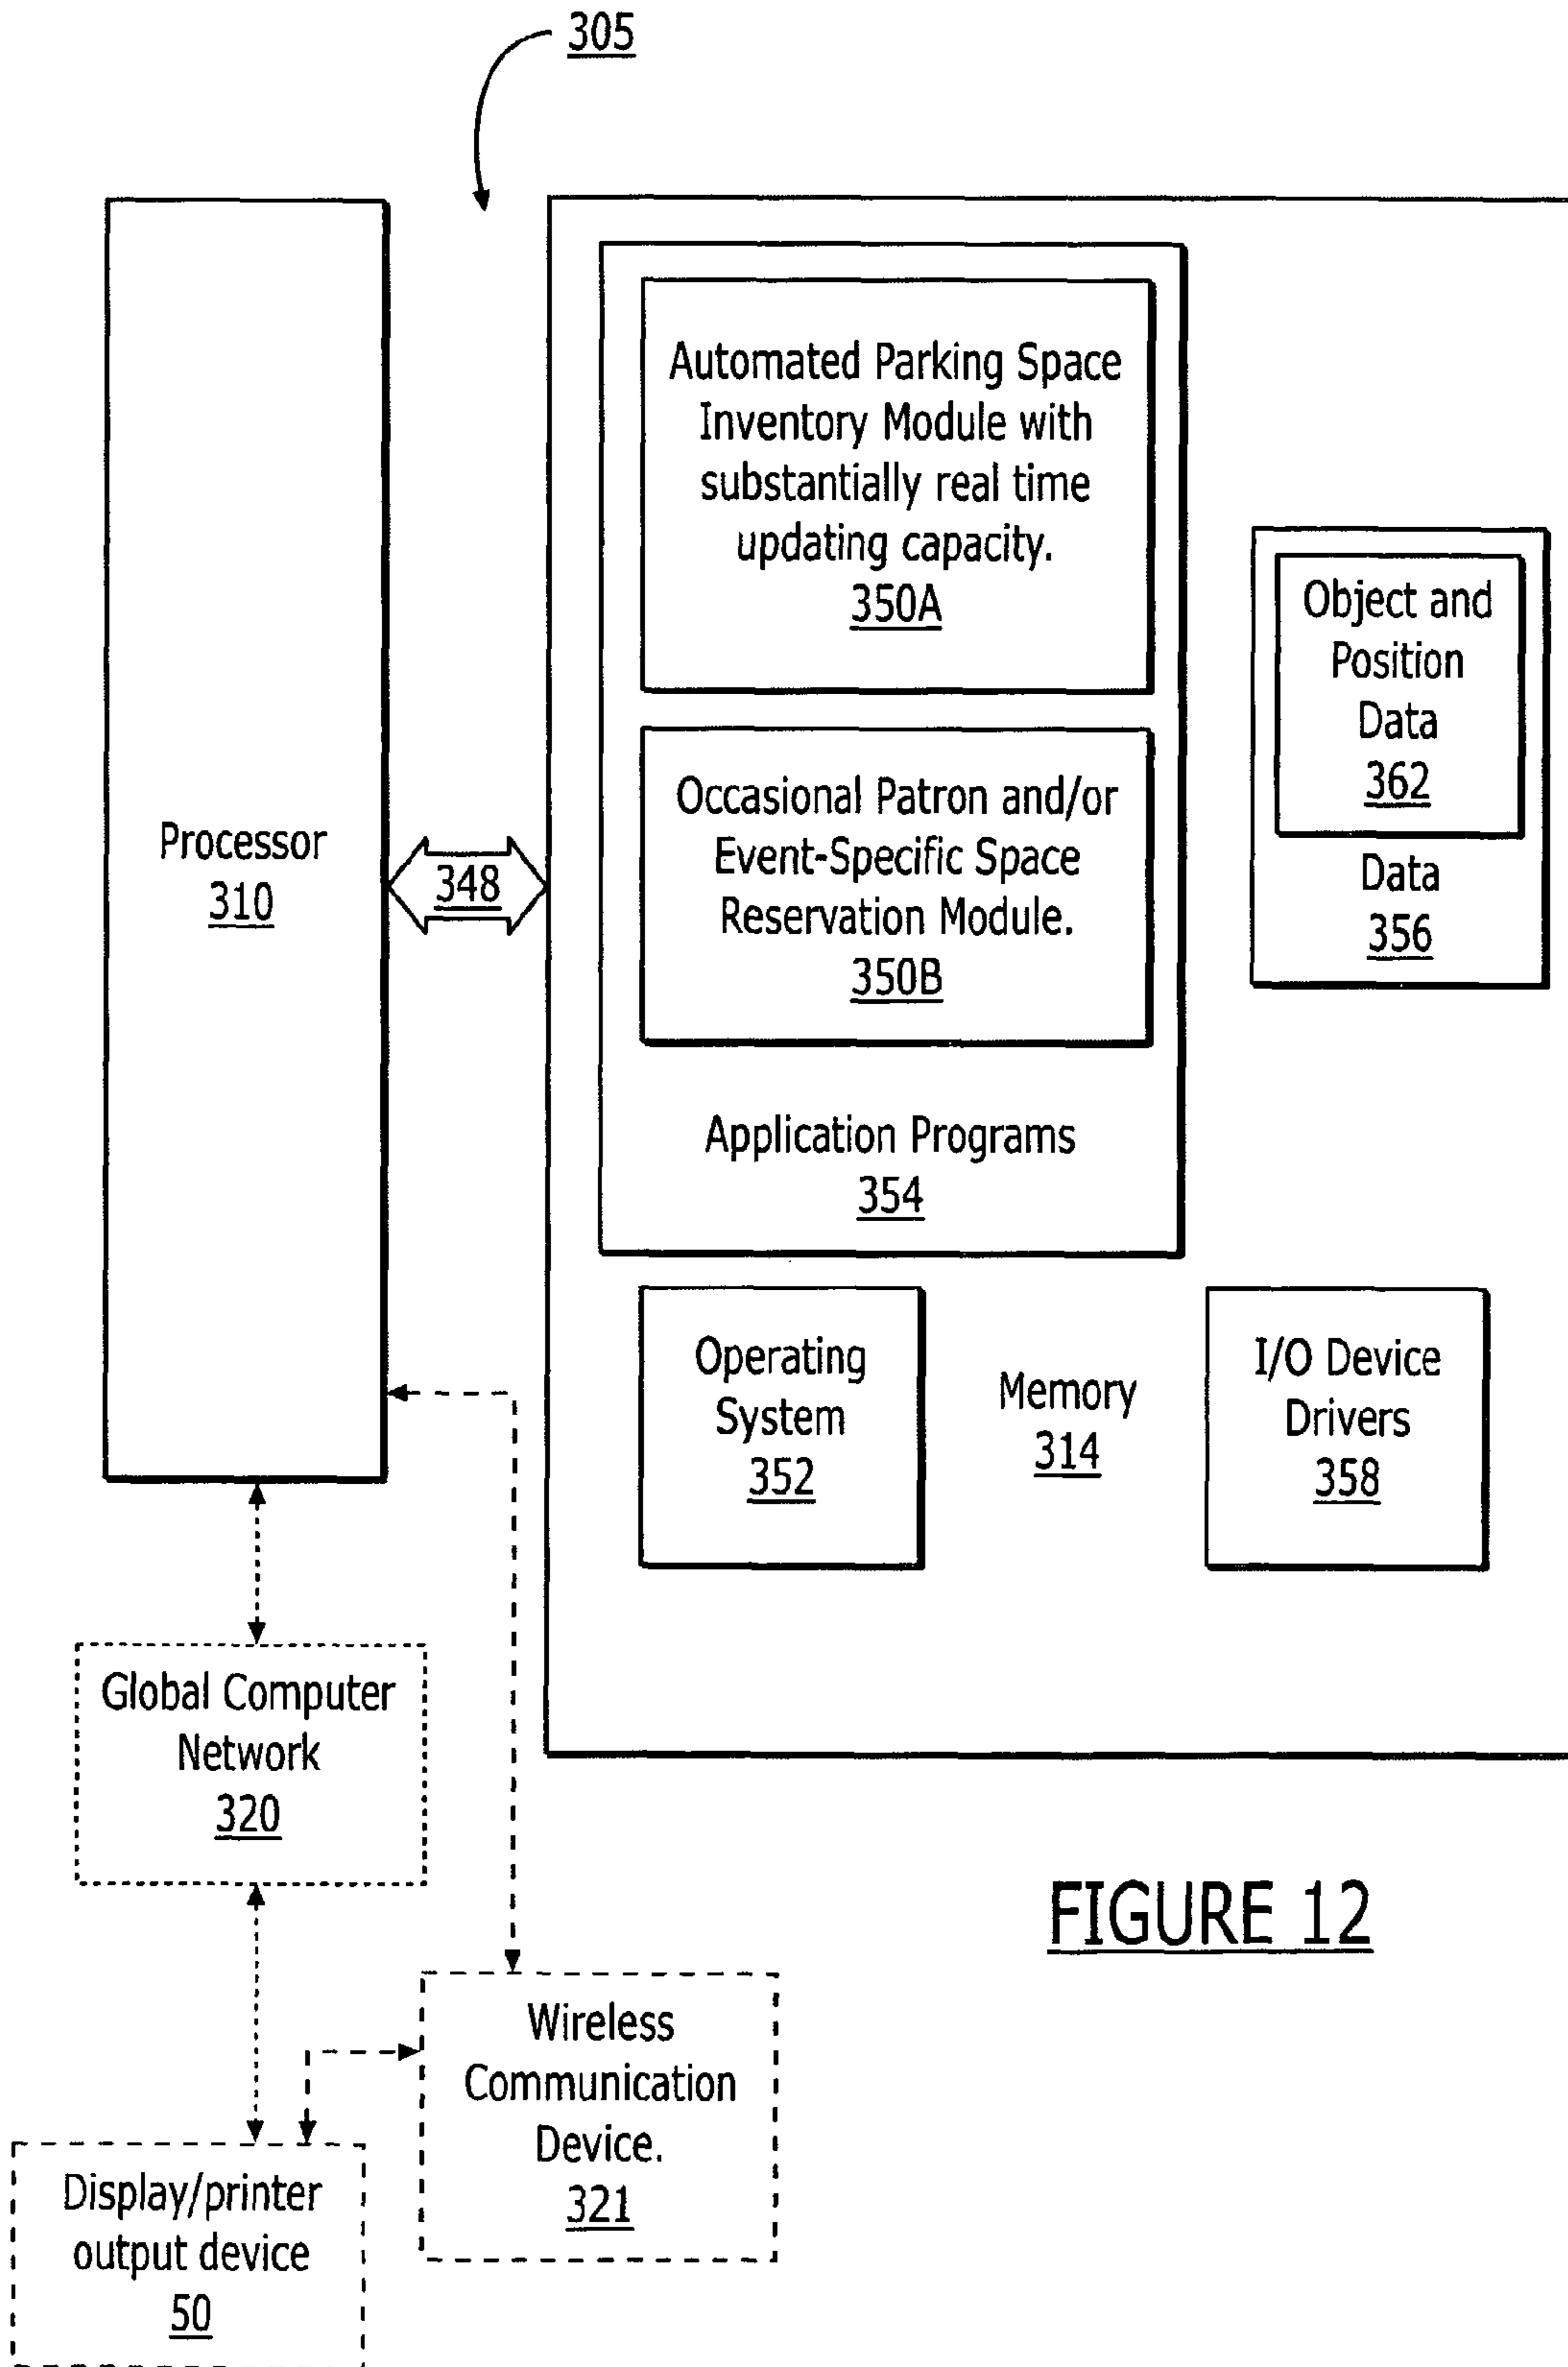 305
Automated Parking Space
Inventory Module with
substantially real time
updating capacity.
350A
Object and
Position
Data
362
Data
356
Occasional Patron and/or
Event-Specific Space
Reservation Module.
350B
Processor
310
348
Application Programs
354
Operating
System
352
Memory
314
I/O Device
Drivers
358
Global Computer
Network
320
FIGURE 12
Wireless
Communication
Device.
321
Display/printer
output device
50